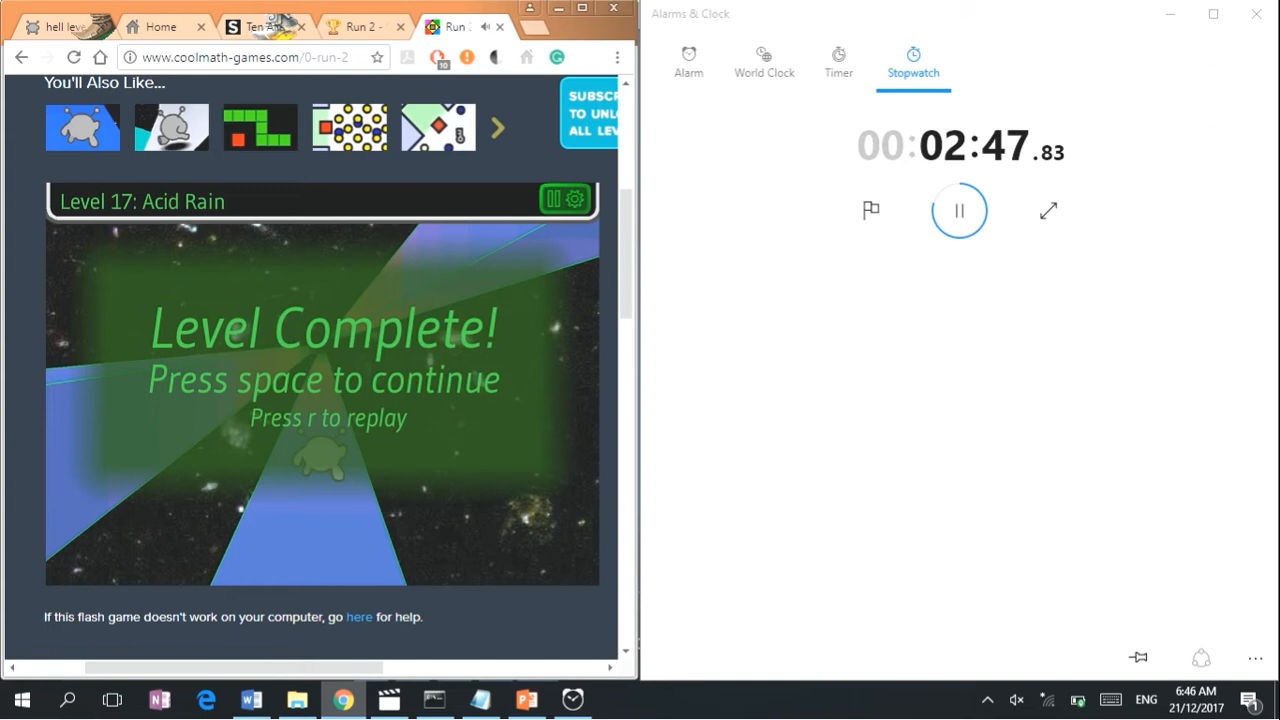 hell leve
Home
Ten A
Run 2 -
Run
www.coolmath-games.com/0-run-2
10
You'll Also Like...
SUBSC
TO UNL
ALL LEV
Level 17: Acid Rain
Level Complete!
Press space to continue
Press r to replay
If this flash game doesn't work on your computer, go here for help.
Alarms & Clock
Alarm
World Clock
Timer
Stopwatch
00:02:47.83
ENG
6:46 AM
21/12/2017
1